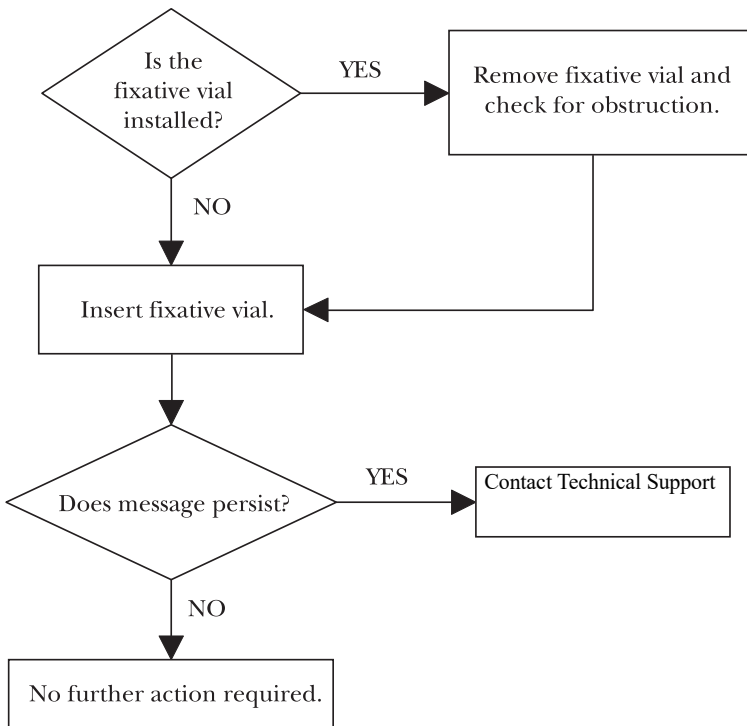 Is the
fixative vial
installed?
YES
Remove fixative vial and
check for obstruction.
NO
Insert fixative vial.
Does message persist?
YES
Contact Technical Support
NO
No further action required.